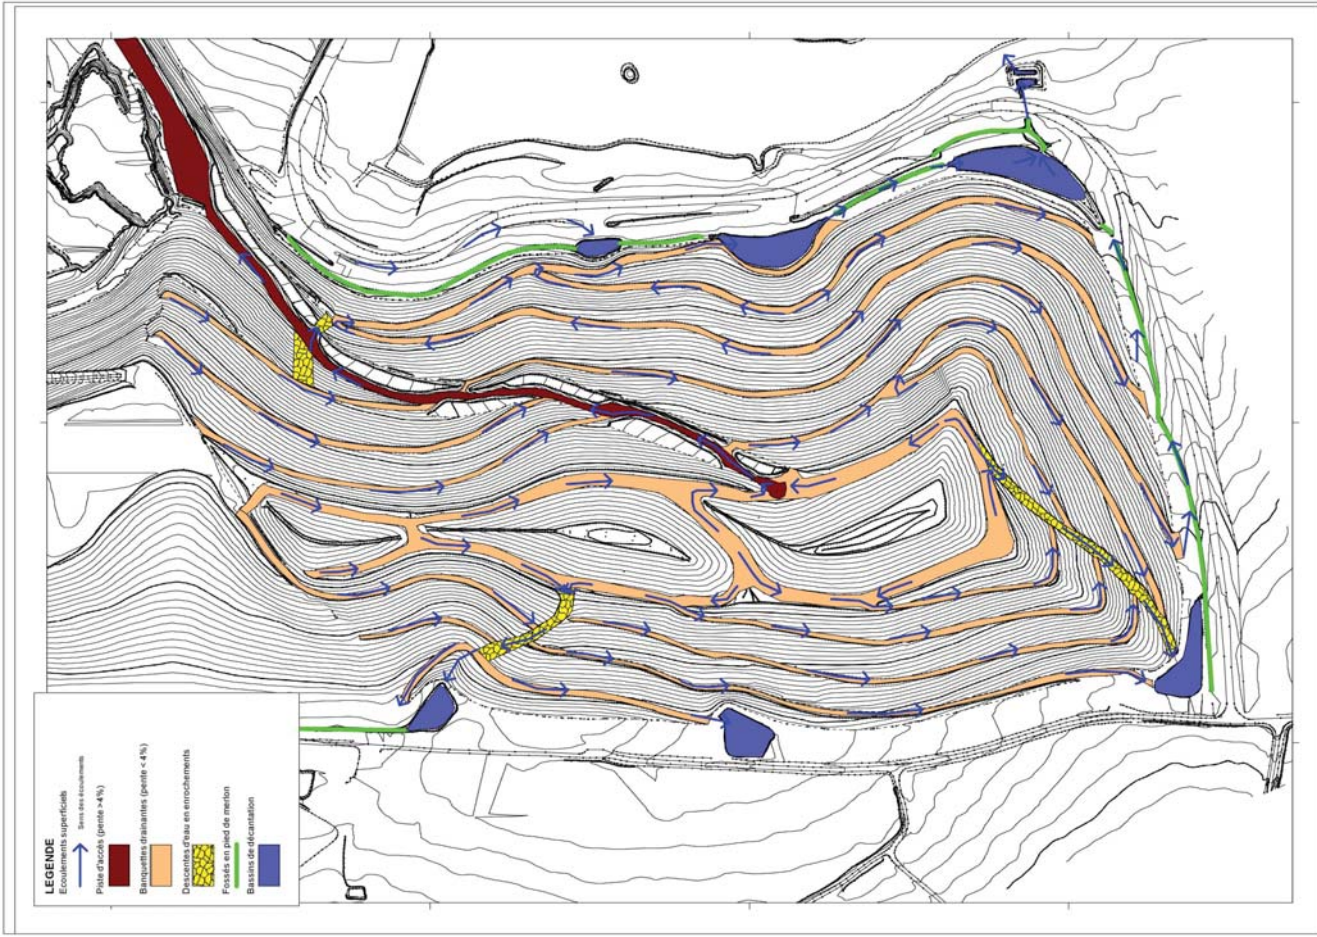 LEGENDE
Ecoulements superficiels
Sens des écoulements
Piste d'accès (pente >4%)
Banquettes drainantes (pente < 4%)
Descentes d'eau en enrochements
Fossés en pied de merlon
Bassins de décantation